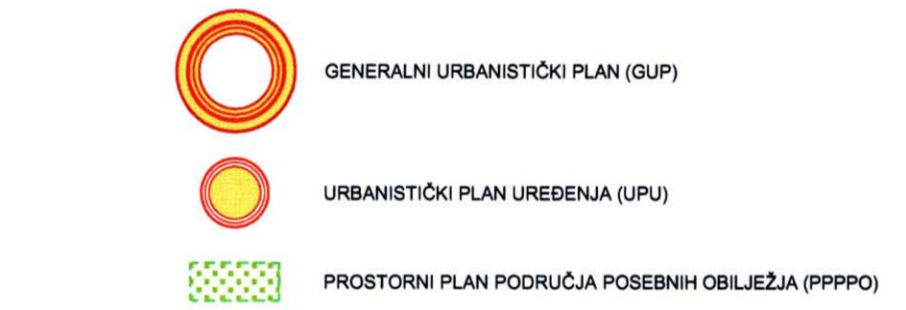 GENERALNI URBANISTIČKI PLAN (GUP)
URBANISTIČKI PLAN UREĐENJA (UPU)
PROSTORNI PLAN PODRUČJA POSEBNIH OBILJEŽJA (PPPPO)